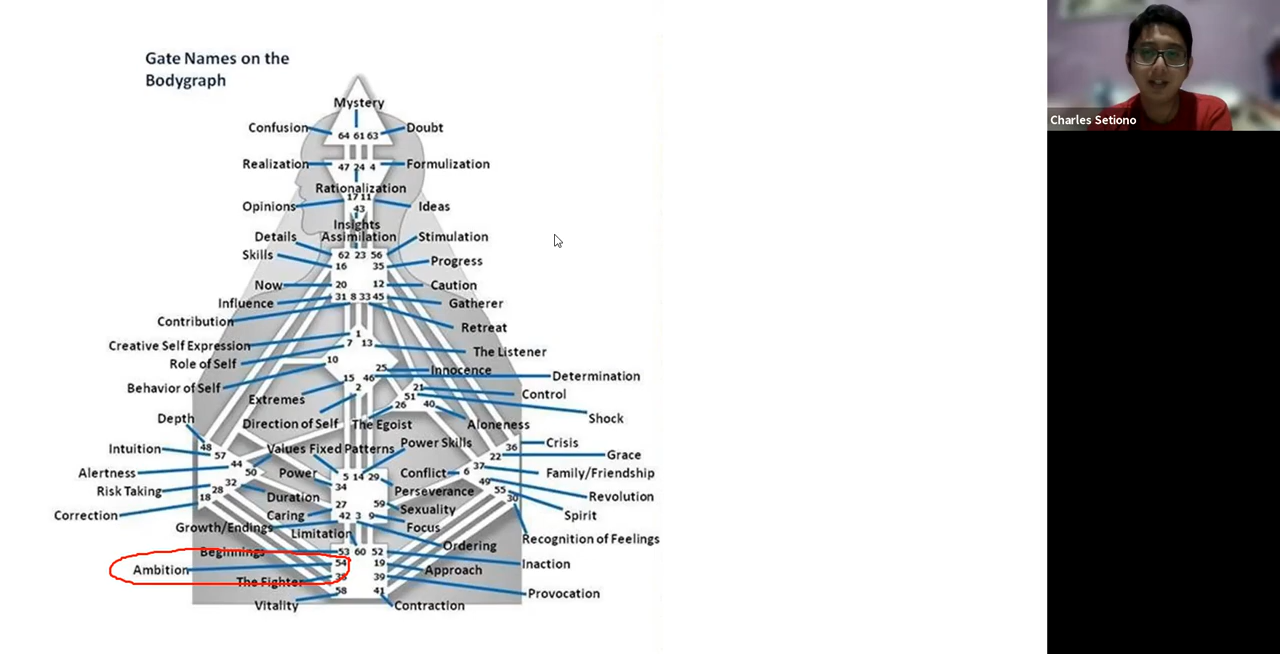 Gate Names on the
Bodygraph
Charles Setiono
Mystery
Confusion
Doubt
64 61 63
Realization
Formulization
47 24 4
Rationalization
17 11
Opinions
Ideas
43
Insights
Details
Assimilation
Stimulation
Skills
62 23 56
Progress
16
35
Now
20
12
Caution
Influence
31 8 33 45
Gatherer
Contribution
Retreat
Creative Self Expression
1
Role of Self
7 13
The Listener
10
25
Innocence
Behavior of Self
15 46
Determination
2
21
Control
Extremes
51
26 40
Shock
Depth
Direction of Self
The Egoist
Aloneness
Intuition
48
Values Fixed Patterns
Power Skills
36
Crisis
57
22
Grace
Alertness
44
50
Power
5 14 29
Conflict
6 37
Family/Friendship
Risk Taking
32
28
34
Perseverance
49
55
Revolution
18
Duration
27
59
Sexuality
30
Correction
Caring
42 3 9
Spirit
Growth/Endings
Limitation
Focus
Recognition of Feelings
Beginnings
53 60 52
Ordering
Ambition
54
19
Approach
Inaction
The Fighter
38
39
Provocation
58
41
Vitality
Contraction